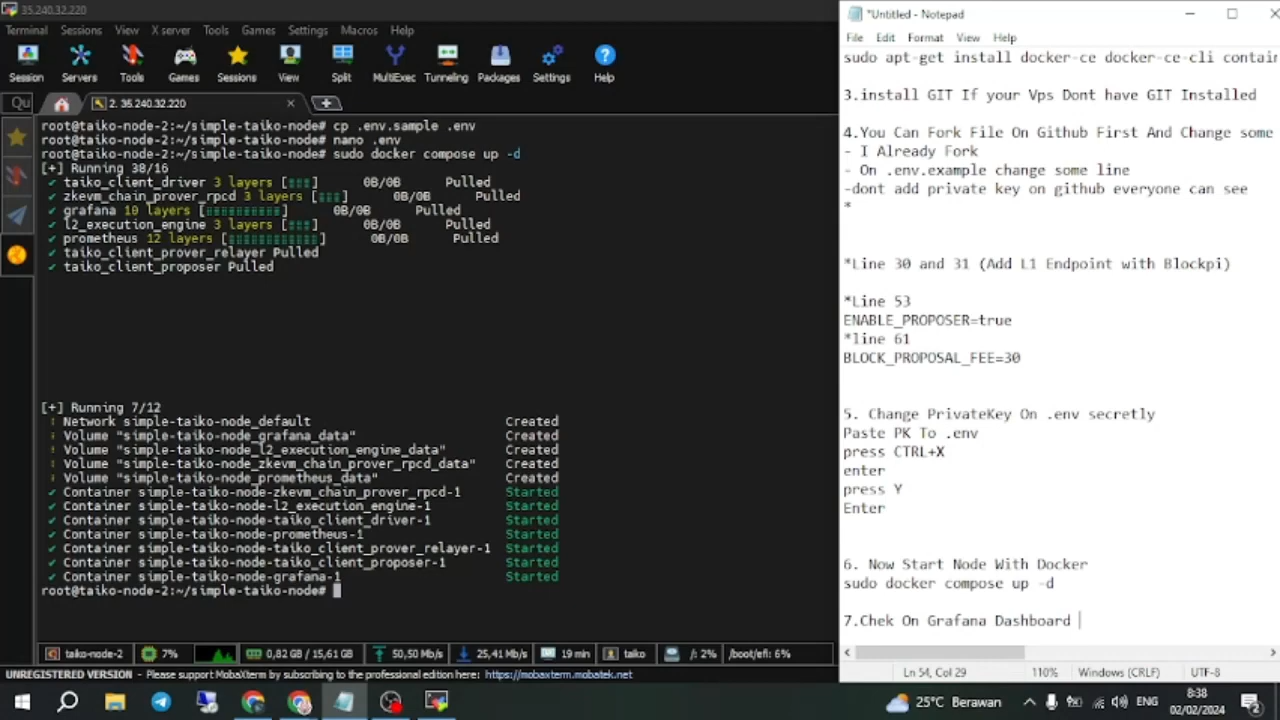 35.240.32.220
Terminal Sessions View X server Tools Games Settings Macros Help
Session Servers Tools Games Sessions View Split MultiExec Tunneling Packages Settings Help
Qu
2. 35.240.32.220
root@taiko-node-2:~/simple-taiko-node# cp .env.sample .env
root@taiko-node-2:~/simple-taiko-node# nano .env
root@taiko-node-2:~/simple-taiko-node# sudo docker compose up -d
[+] Running 38/16
✔ taiko_client_driver 3 layers [⣿⣿⣿] 0B/0B Pulled
✔ zkevm_chain_prover_rpcd 3 layers [⣿⣿⣿] 0B/0B Pulled
✔ grafana 10 layers [⣿⣿⣿⣿⣿⣿⣿⣿⣿⣿] 0B/0B Pulled
✔ l2_execution_engine 3 layers [⣿⣿⣿] 0B/0B Pulled
✔ prometheus 12 layers [⣿⣿⣿⣿⣿⣿⣿⣿⣿⣿⣿⣿] 0B/0B Pulled
✔ taiko_client_prover_relayer Pulled
✔ taiko_client_proposer Pulled
[+] Running 7/12
Network simple-taiko-node_default Created
Volume "simple-taiko-node_grafana_data" Created
Volume "simple-taiko-node_l2_execution_engine_data" Created
Volume "simple-taiko-node_zkevm_chain_prover_rpcd_data" Created
Volume "simple-taiko-node_prometheus_data" Created
✔ Container simple-taiko-node-zkevm_chain_prover_rpcd-1 Started
✔ Container simple-taiko-node-l2_execution_engine-1 Started
✔ Container simple-taiko-node-taiko_client_driver-1 Started
✔ Container simple-taiko-node-prometheus-1 Started
✔ Container simple-taiko-node-taiko_client_prover_relayer-1 Started
✔ Container simple-taiko-node-taiko_client_proposer-1 Started
✔ Container simple-taiko-node-grafana-1 Started
root@taiko-node-2:~/simple-taiko-node#
taiko-node-2 7% 0,82 GB / 15,61 GB 50,50 Mb/s 25,41 Mb/s 19 min taiko /: 2% /boot/efi: 6%
UNREGISTERED VERSION - Please support MobaXterm by subscribing to the professional edition here: https://mobaxterm.mobatek.net
*Untitled - Notepad
File Edit Format View Help
sudo apt-get install docker-ce docker-ce-cli contain
3.install GIT If your Vps Dont have GIT Installed
4.You Can Fork File On Github First And Change some
- I Already Fork
- On .env.example change some line
-dont add private key on github everyone can see
*
*Line 30 and 31 (Add L1 Endpoint with Blockpi)
*Line 53
ENABLE_PROPOSER=true
*line 61
BLOCK_PROPOSAL_FEE=30
5. Change PrivateKey On .env secretly
Paste PK To .env
press CTRL+X
enter
press Y
Enter
6. Now Start Node With Docker
sudo docker compose up -d
7.Chek On Grafana Dashboard
Ln 54, Col 29 110% Windows (CRLF) UTF-8
25°C Berawan ENG 8:38
02/02/2024 2